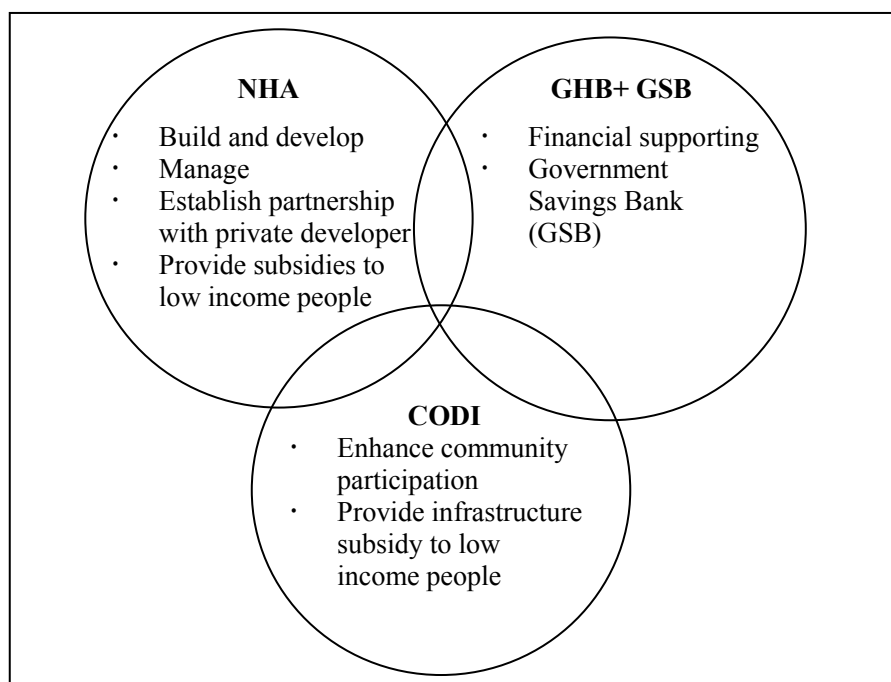 NHA
· Build and develop
· Manage
· Establish partnership
with private developer
· Provide subsidies to
low income people
GHB+ GSB
· Financial supporting
· Government
Savings Bank
(GSB)
CODI
· Enhance community
participation
· Provide infrastructure
subsidy to low
income people